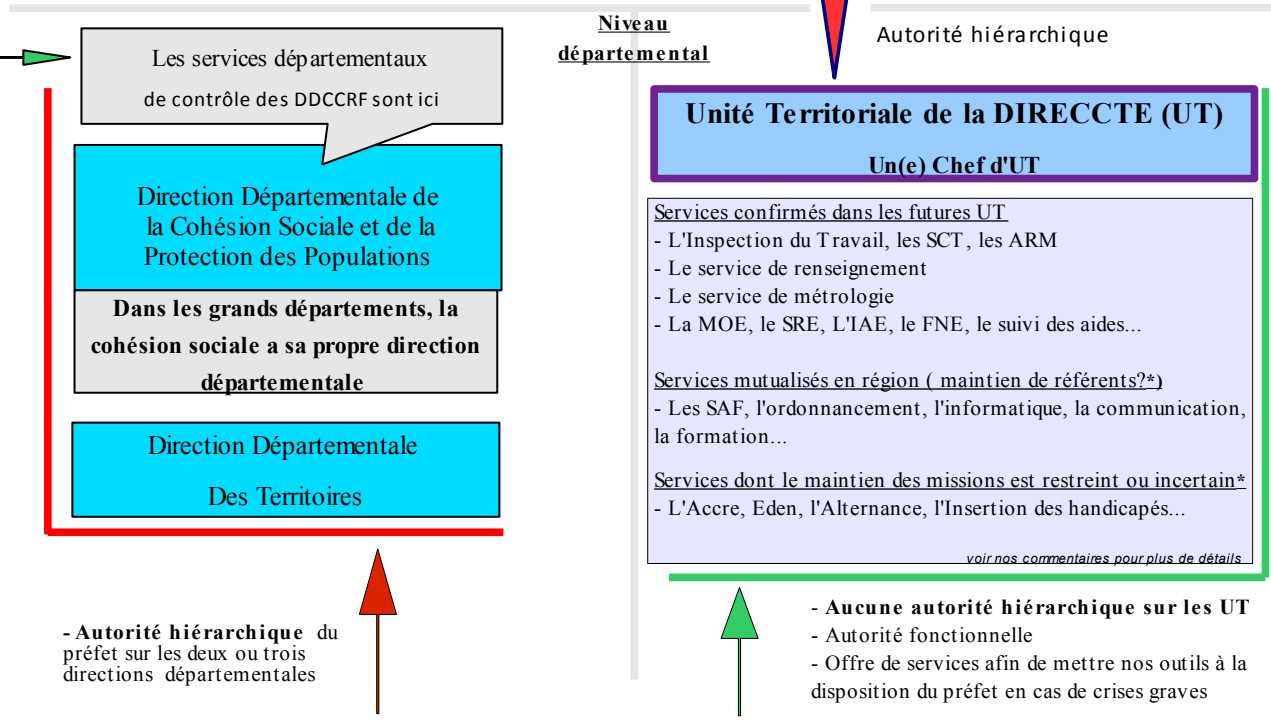 Niveau
départemental
Les services départementaux
de contrôle des DDCCRF sont ici
Direction Départementale de
la Cohésion Sociale et de la
Protection des Populations
Dans les grands départements, la
cohésion sociale a sa propre direction
départementale
Direction Départementale
Des Territoires
- Autorité hiérarchique du
préfet sur les deux ou trois
directions départementales
Autorité hiérarchique
Unité Territoriale de la DIRECCTE (UT)
Un(e) Chef d'UT
Services confirmés dans les futures UT
- L'Inspection du Travail, les SCT, les ARM
- Le service de renseignement
- Le service de métrologie
- La MOE, le SRE, L'IAE, le FNE, le suivi des aides...
Services mutualisés en région ( maintien de référents?*)
- Les SAF, l'ordonnancement, l'informatique, la communication,
la formation...
Services dont le maintien des missions est restreint ou incertain*
- L'Accre, Eden, l'Alternance, l'Insertion des handicapés...
voir nos commentaires pour plus de détails
- Aucune autorité hiérarchique sur les UT
- Autorité fonctionnelle
- Offre de services afin de mettre nos outils à la
disposition du préfet en cas de crises graves